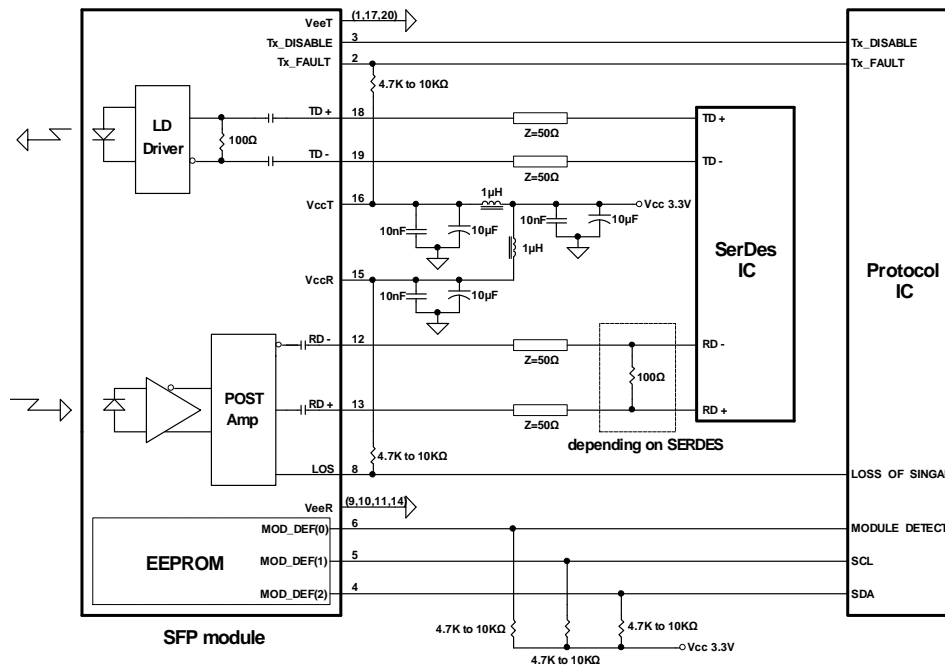 VeeT (1,17,20)
Tx_DISABLE 3 Tx_DISABLE
Tx_FAULT 2 Tx_FAULT
4.7K to 10KΩ
LD
Driver
100Ω
TD + 18 TD +
Z=50Ω
TD - 19 TD -
Z=50Ω
1µH
VccT 16 Vcc 3.3V
10nF 10µF 10nF 10µF
1µH
SerDes
IC
Protocol
IC
VccR 15
10nF 10µF
RD - 12 RD -
Z=50Ω
100Ω
POST
Amp
RD + 13 RD +
Z=50Ω
depending on SERDES
4.7K to 10KΩ
LOS 8 LOSS OF SINGAL
VeeR (9,10,11,14)
MOD_DEF(0) 6 MODULE DETECT
EEPROM
MOD_DEF(1) 5 SCL
MOD_DEF(2) 4 SDA
4.7K to 10KΩ 4.7K to 10KΩ
4.7K to 10KΩ
Vcc 3.3V
SFP module